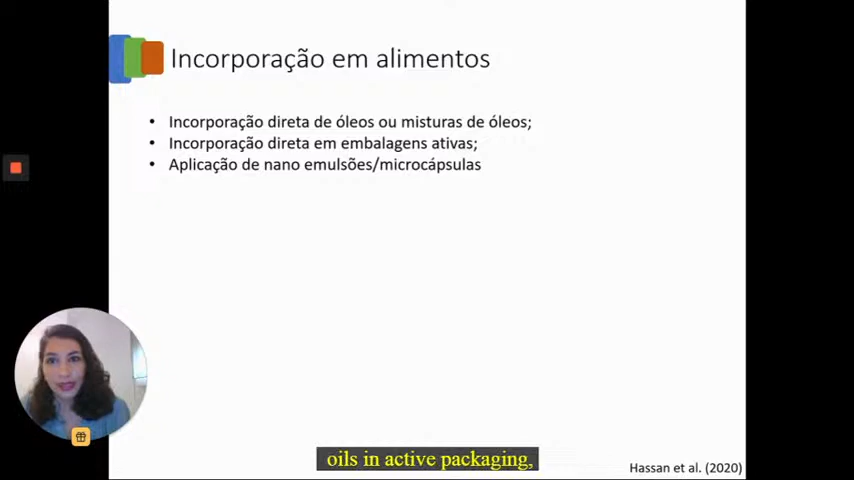 Incorporação em alimentos
• Incorporação direta de óleos ou misturas de óleos;
• Incorporação direta em embalagens ativas;
• Aplicação de nano emulsões/microcápsulas
oils in active packaging,
Hassan et al. (2020)